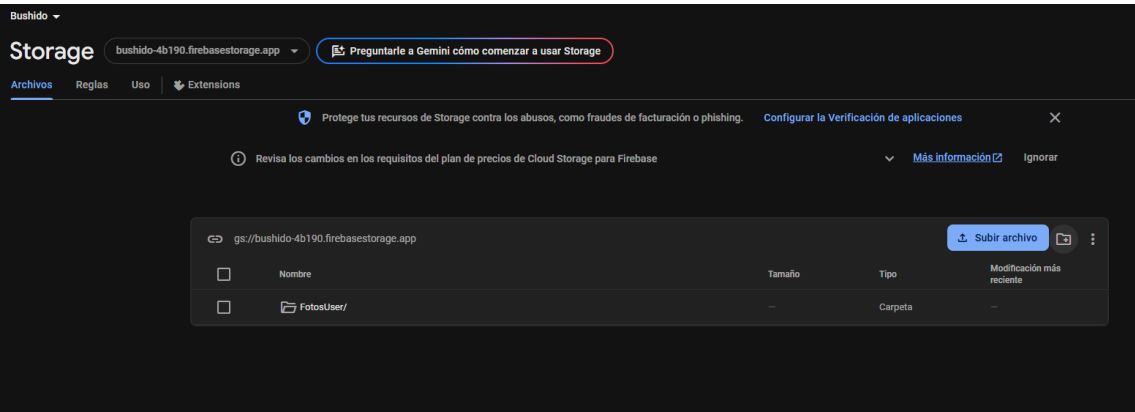 Bushido
Storage
bushido-4b190.firebasestorage.app
Preguntarle a Gemini cómo comenzar a usar Storage
Archivos Reglas Uso Extensions
Protege tus recursos de Storage contra los abusos, como fraudes de facturación o phishing. Configurar la Verificación de aplicaciones
Revisa los cambios en los requisitos del plan de precios de Cloud Storage para Firebase Más información Ignorar
gs://bushido-4b190.firebasestorage.app Subir archivo
Nombre Tamaño Tipo Modificación más
reciente
FotosUser/ — Carpeta —